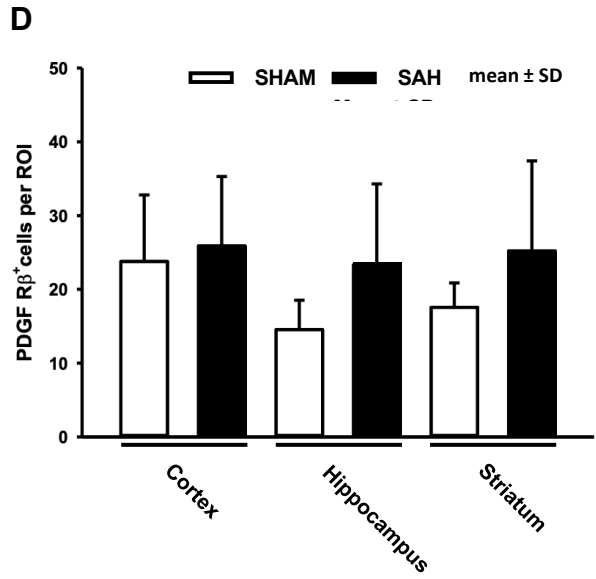 D
50
SHAM SAH mean ± SD
40
30
20
10
0
PDGF Rβ⁺cells per ROI
Cortex
Hippocampus
Striatum